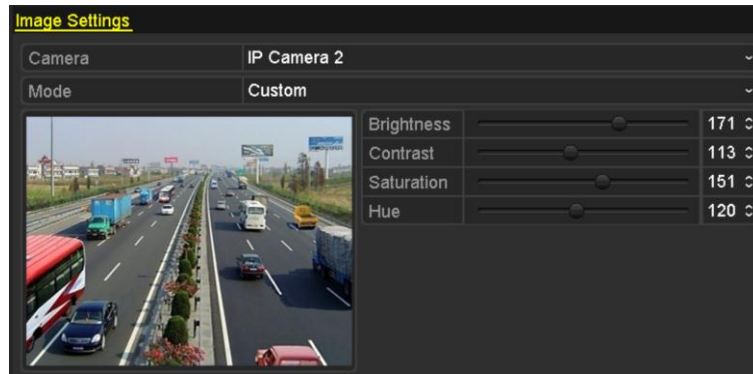 Image Settings
Camera IP Camera 2
Mode Custom
Brightness 171
Contrast 113
Saturation 151
Hue 120